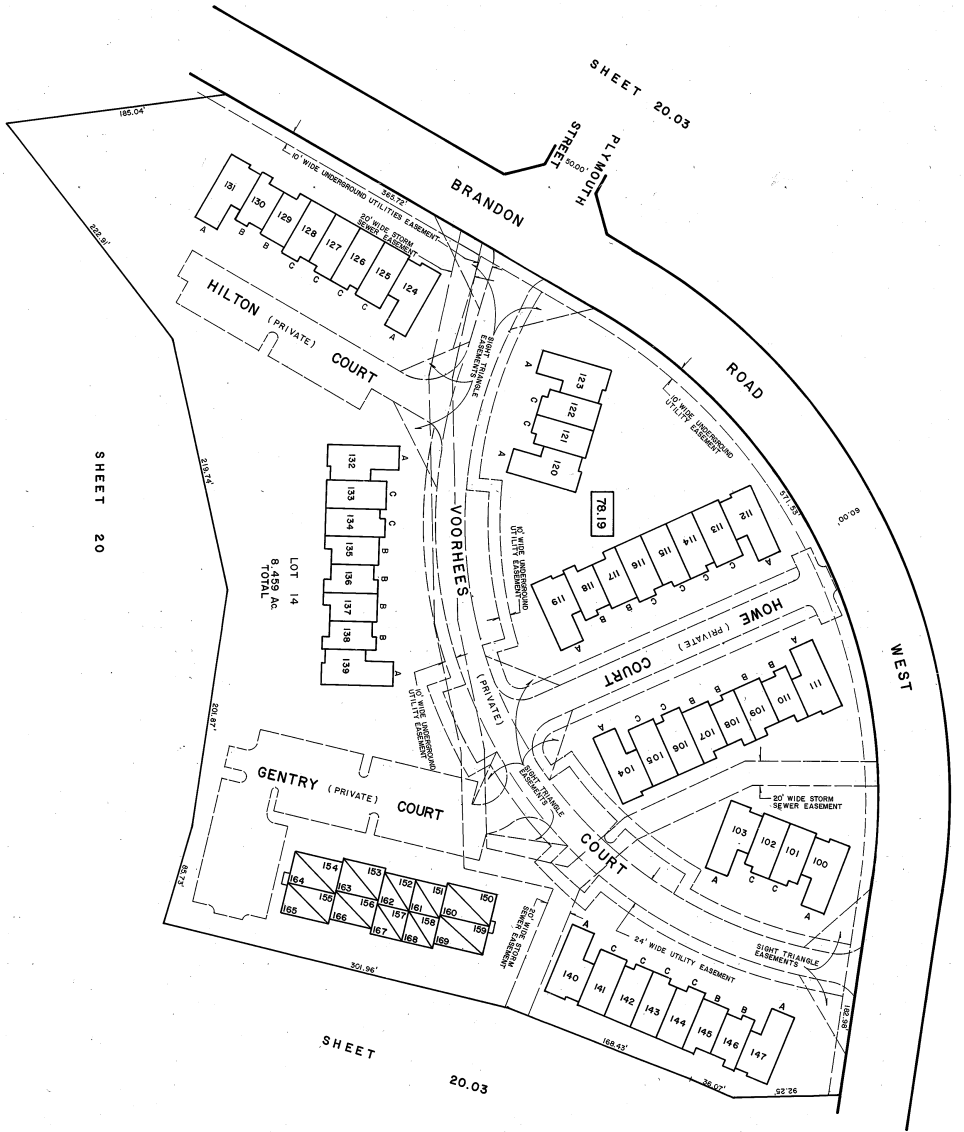 SHEET 20.03
PLYMOUTH
STREET
50.00'
185.04'
BRANDON
10' WIDE UNDERGROUND UTILITIES EASEMENT
365.72'
20' WIDE STORM
SEWER EASEMENT
131
130
129
128
127
126
125
124
A
B
B
C
C
C
C
A
222.91'
HILTON (PRIVATE) COURT
SIGHT TRIANGLE
EASEMENTS
ROAD
10' WIDE UNDERGROUND
UTILITY EASEMENT
123
122
121
120
A
C
C
A
78.19
571.53'
60.00'
SHEET 20
219.74'
132
133
134
135
136
137
138
139
A
C
C
B
B
B
B
A
LOT 14
8.459 Ac.
TOTAL
VOORHEES
10' WIDE UNDERGROUND
UTILITY EASEMENT
112
113
114
115
116
117
118
119
A
C
C
C
C
B
B
A
HOWE (PRIVATE) COURT
WEST
(PRIVATE)
111
110
109
108
107
106
105
104
A
B
B
B
B
C
C
A
10' WIDE UNDERGROUND
UTILITY EASEMENT
201.87'
GENTRY (PRIVATE) COURT
SIGHT TRIANGLE
EASEMENTS
20' WIDE STORM
SEWER EASEMENT
COURT
103
102
101
100
A
C
C
A
85.73'
154
153
152
151
150
164
163
162
161
160
155
156
157
158
159
165
166
167
168
169
20' WIDE STORM
SEWER EASEMENT
24' WIDE UTILITY EASEMENT
SIGHT TRIANGLE
EASEMENTS
301.96'
140
141
142
143
144
145
146
147
A
C
C
C
C
B
B
A
182.98'
168.43'
36.07'
92.25'
SHEET 20.03